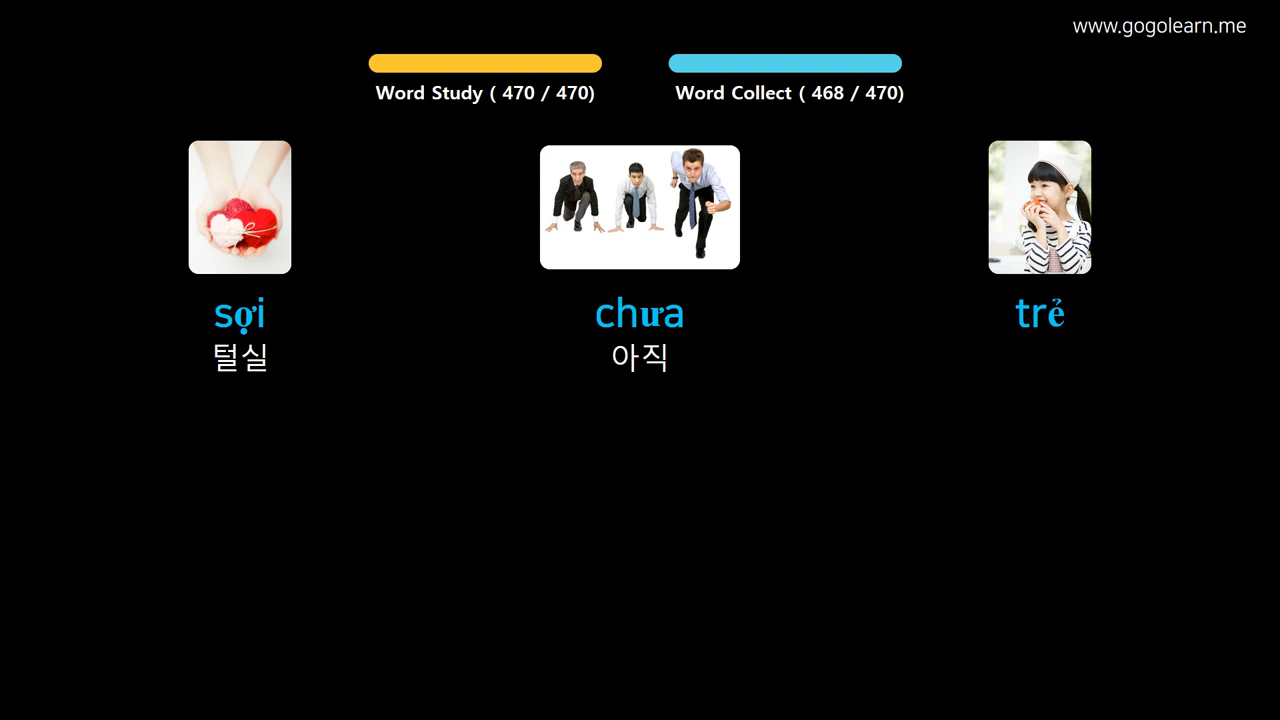 www.gogolearn.me
Word Study ( 470 / 470)
Word Collect ( 468 / 470)
sợi
털실
chưa
아직
trẻ